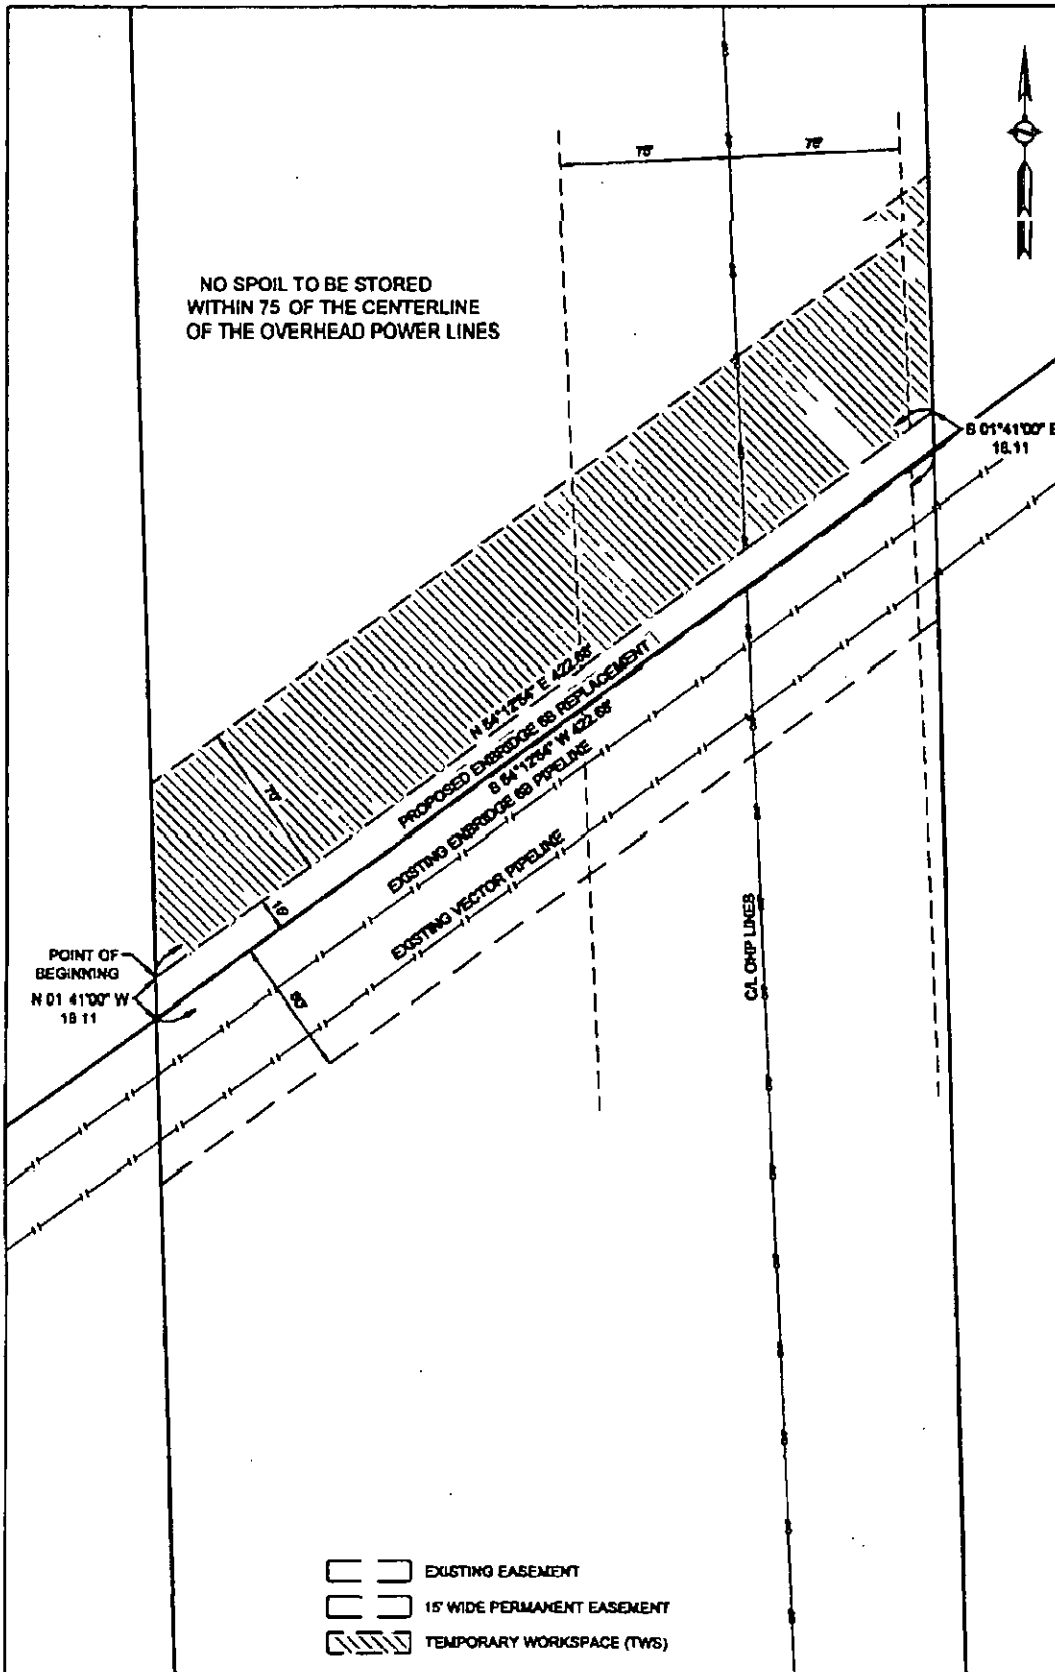 75'
75'
NO SPOIL TO BE STORED
WITHIN 75 OF THE CENTERLINE
OF THE OVERHEAD POWER LINES
S 01°41'00" E
18.11
N 54°12'54" E 422.68'
PROPOSED ENBRIDGE 6B REPLACEMENT
S 54°12'54" W 422.68'
EXISTING ENBRIDGE 6B PIPELINE
EXISTING VECTOR PIPELINE
70'
15'
POINT OF
BEGINNING
N 01 41'00" W
18 11
C/L OHP LINES
EXISTING EASEMENT
15' WIDE PERMANENT EASEMENT
TEMPORARY WORKSPACE (TWS)